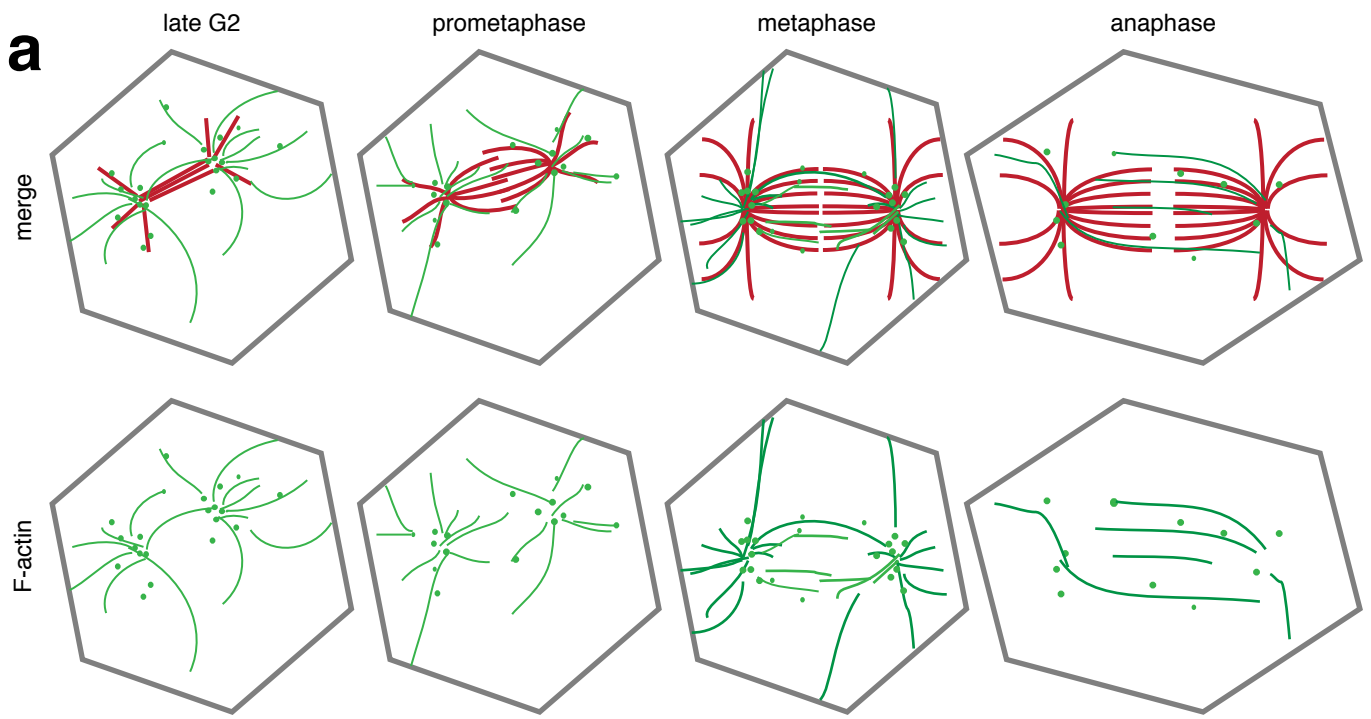 a
late G2
prometaphase
metaphase
anaphase
merge
F-actin